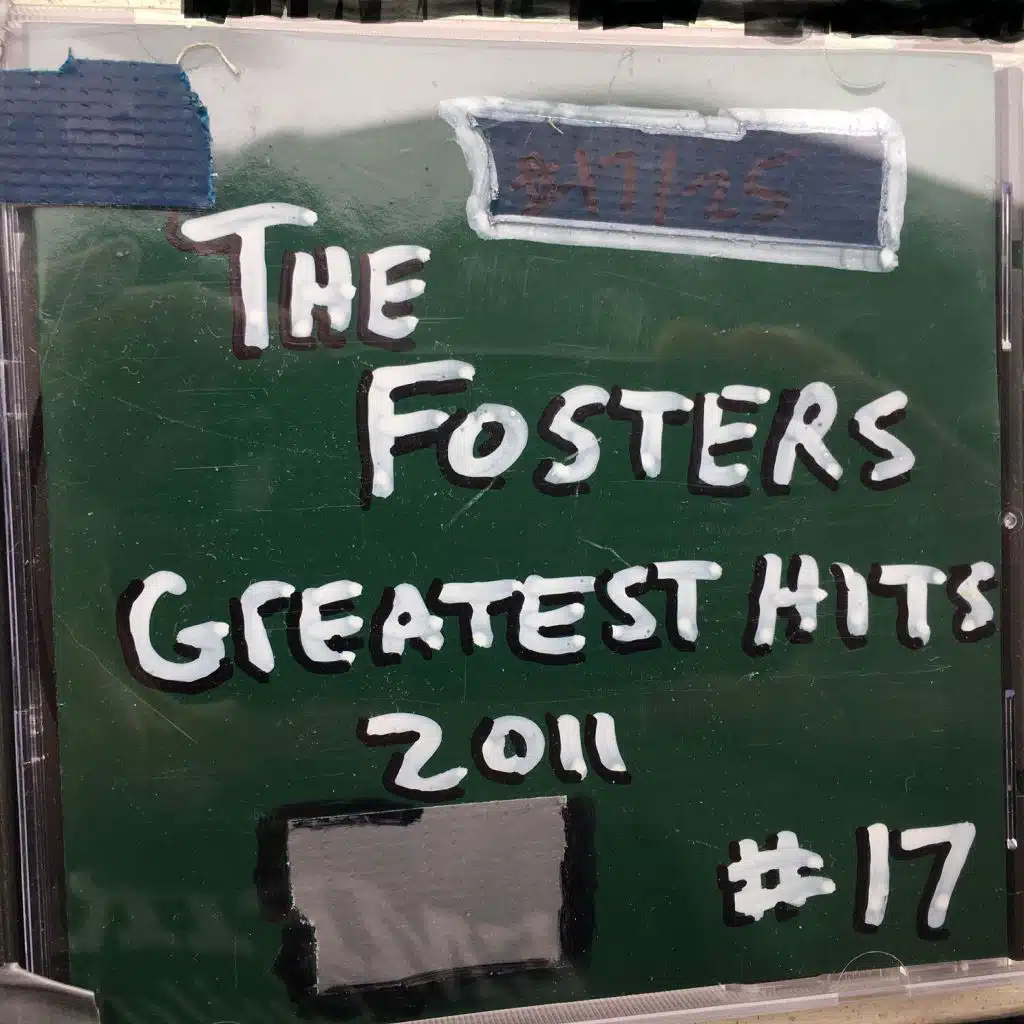 The
Fosters
Greatest Hits
2011
#17